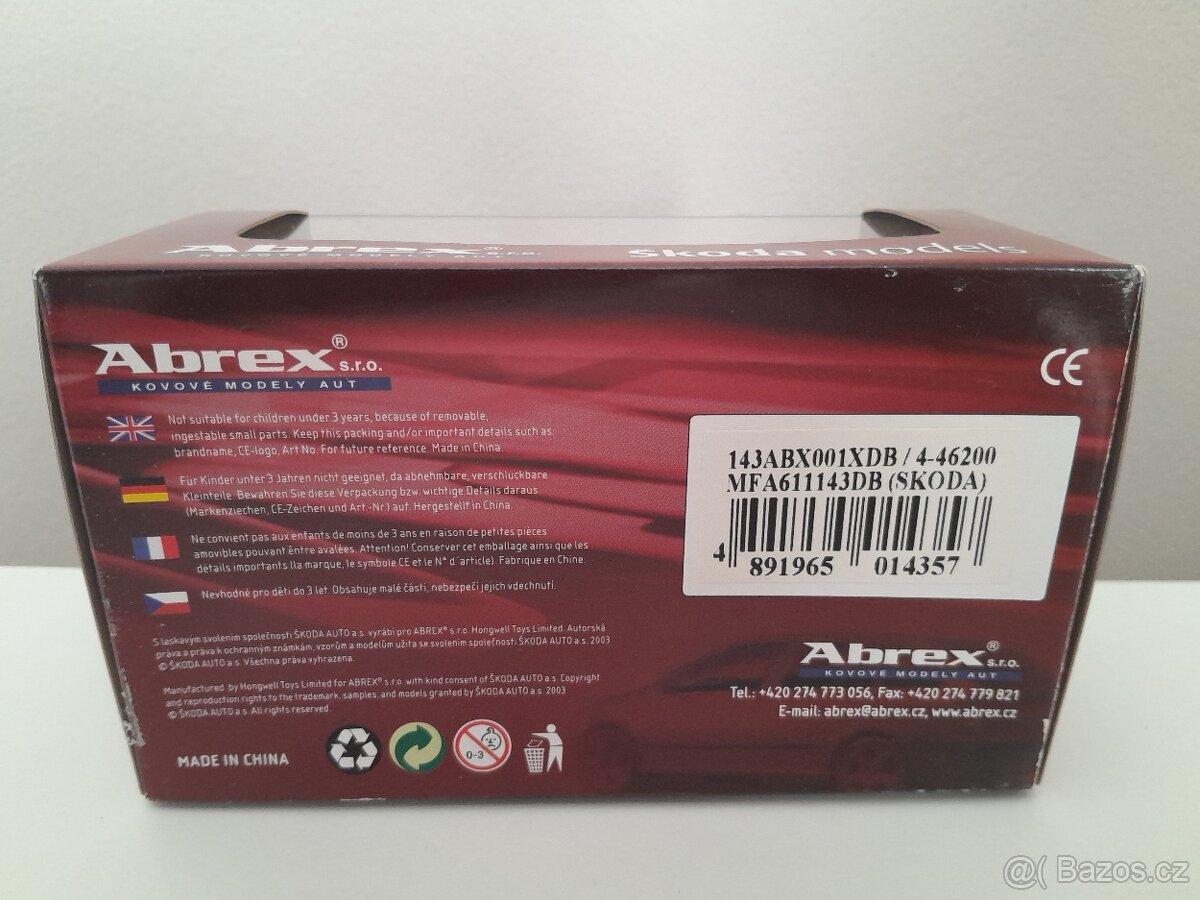 Abrex® s.r.o. Škoda models
KOVOVÉ MODELY AUT
Abrex® s.r.o.
KOVOVÉ MODELY AUT
CE
Not suitable for children under 3 years, because of removable,
ingestable small parts. Keep this packing and/or important details such as:
brandname, CE-logo, Art No. For future reference. Made in China.
Für Kinder unter 3 Jahren nicht geeignet, da abnehmbare, verschluckbare
Kleinteile. Bewahren Sie diese Verpackung bzw. wichtige Details daraus
(Markenziechen, CE-Zeichen und Art.-Nr.) auf. Hergestellt in China.
Ne convient pas aux enfants de moins de 3 ans en raison de petites pièces
amovibles pouvant êntre avalées. Attention! Conserver cet emballage ainsi que les
détails importants (la marque, le symbole CE et le N° d´article). Fabrique en Chine.
Nevhodné pro děti do 3 let. Obsahuje malé části, nebezpečí jejich vdechnutí.
S laskavým svolením společnosti ŠKODA AUTO a.s. vyrábí pro ABREX® s.r.o. Hongwell Toys Limited. Autorská
práva a práva k ochranným známkám, vzorům a modelům užita se svolením společnosti ŠKODA AUTO a.s. 2003
© ŠKODA AUTO a.s. Všechna práva vyhrazena.
Manufactured by Hongwell Toys Limited for ABREX® s.r.o. with kind consent of ŠKODA AUTO a.s. Copyright
and reproduction rights to the trademark, samples, and models granted by ŠKODA AUTO a.s. 2003
© ŠKODA AUTO a.s. All rights reserved.
MADE IN CHINA
0-3
143ABX001XDB / 4-46200
MFA611143DB (SKODA)
4 891965 014357
Abrex® s.r.o.
KOVOVÉ MODELY AUT
Tel.: +420 274 773 056, Fax: +420 274 779 821
E-mail: abrex@abrex.cz, www.abrex.cz
@( Bazos.cz